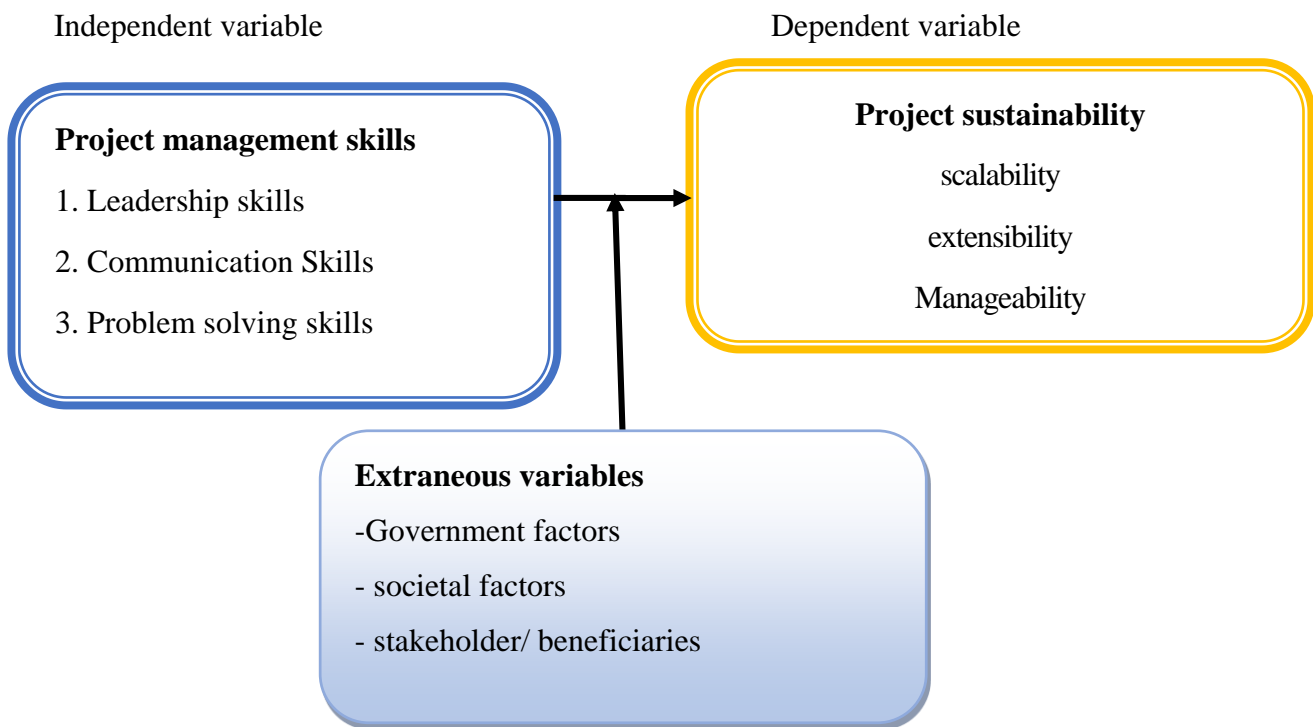 Independent variable
Dependent variable
Project management skills
1. Leadership skills
2. Communication Skills
3. Problem solving skills
Project sustainability
scalability
extensibility
Manageability
Extraneous variables
-Government factors
- societal factors
- stakeholder/ beneficiaries